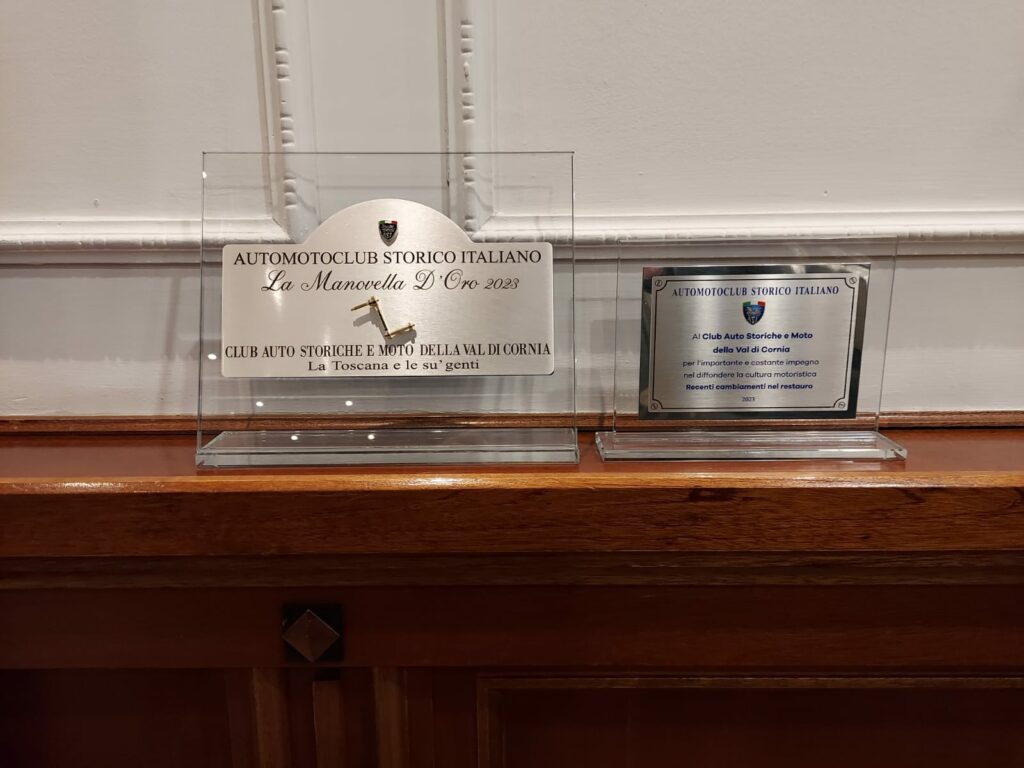 AUTOMOTOCLUB STORICO ITALIANO
La Manovella D'Oro 2023
CLUB AUTO STORICHE E MOTO DELLA VAL DI CORNIA
La Toscana e le su' genti
AUTOMOTOCLUB STORICO ITALIANO
Al Club Auto Storiche e Moto
della Val di Cornia
per l'importante e costante impegno
nel diffondere la cultura motoristica
Recenti cambiamenti nel restauro
2023